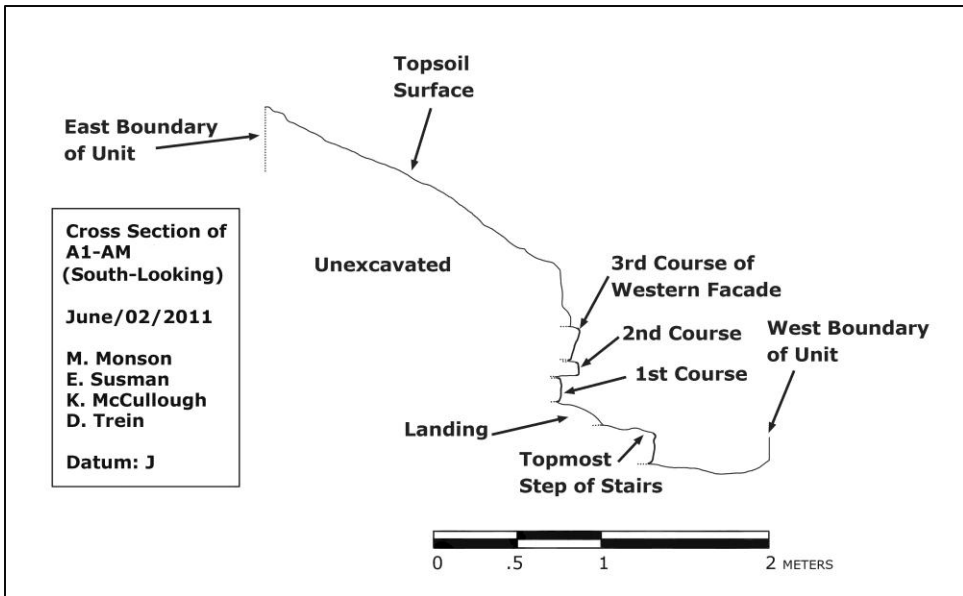 Topsoil
Surface
East Boundary
of Unit
Cross Section of
A1-AM
(South-Looking)
June/02/2011
M. Monson
E. Susman
K. McCullough
D. Trein
Datum: J
Unexcavated
3rd Course of
Western Facade
2nd Course
West Boundary
of Unit
1st Course
Landing
Topmost
Step of Stairs
0 .5 1 2 METERS